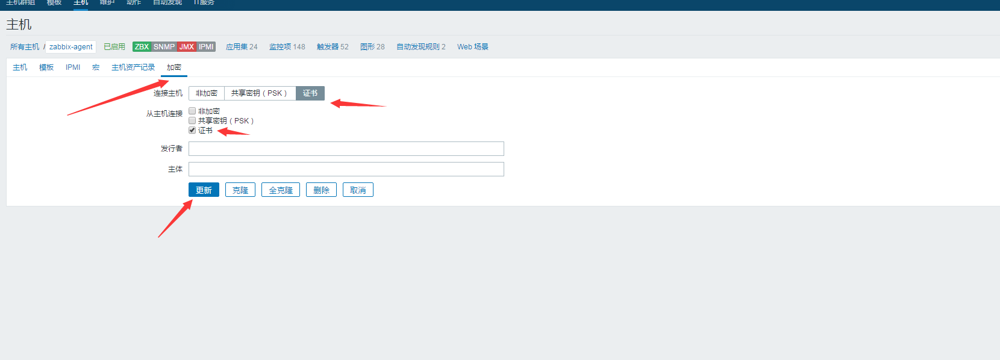 主机群组 模板 主机 维护 动作 自动发现 IT服务
主机
所有主机 / zabbix-agent 已启用 ZBX SNMP JMX IPMI 应用集 24 监控项 148 触发器 52 图形 28 自动发现规则 2 Web 场景
主机 模板 IPMI 宏 主机资产记录 加密
连接主机 非加密 共享密钥（PSK） 证书
从主机连接 非加密
共享密钥（PSK）
证书
发行者
主体
更新 克隆 全克隆 删除 取消